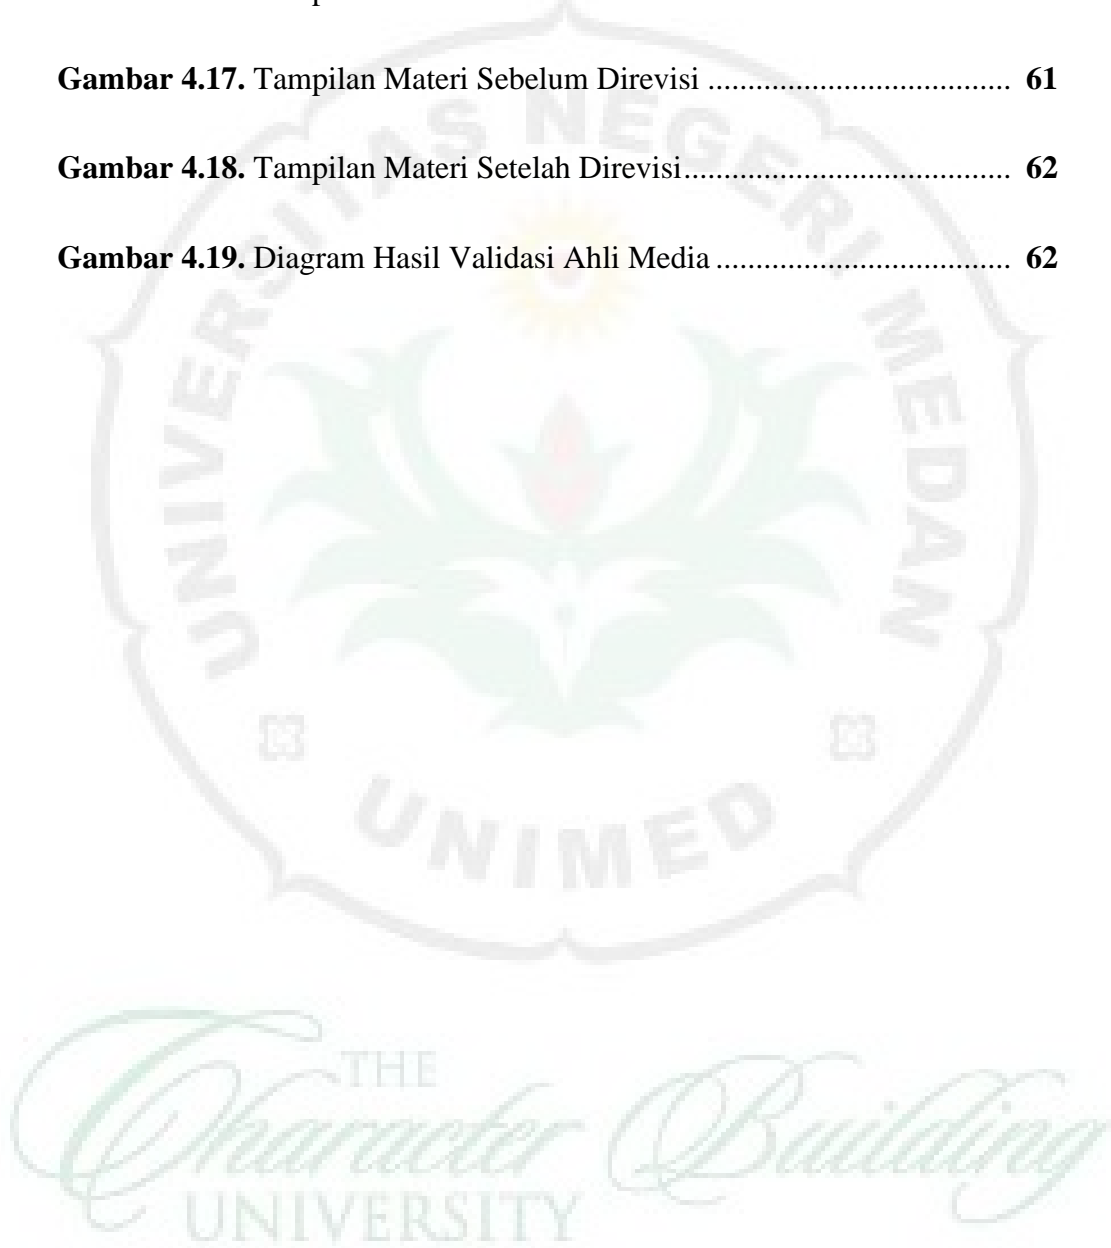 Gambar 4.17. Tampilan Materi Sebelum Direvisi ...................................... 61
Gambar 4.18. Tampilan Materi Setelah Direvisi......................................... 62
Gambar 4.19. Diagram Hasil Validasi Ahli Media ..................................... 62
UNIVERSITAS NEGERI MEDAN
UNIMED
THE
Character Building
UNIVERSITY